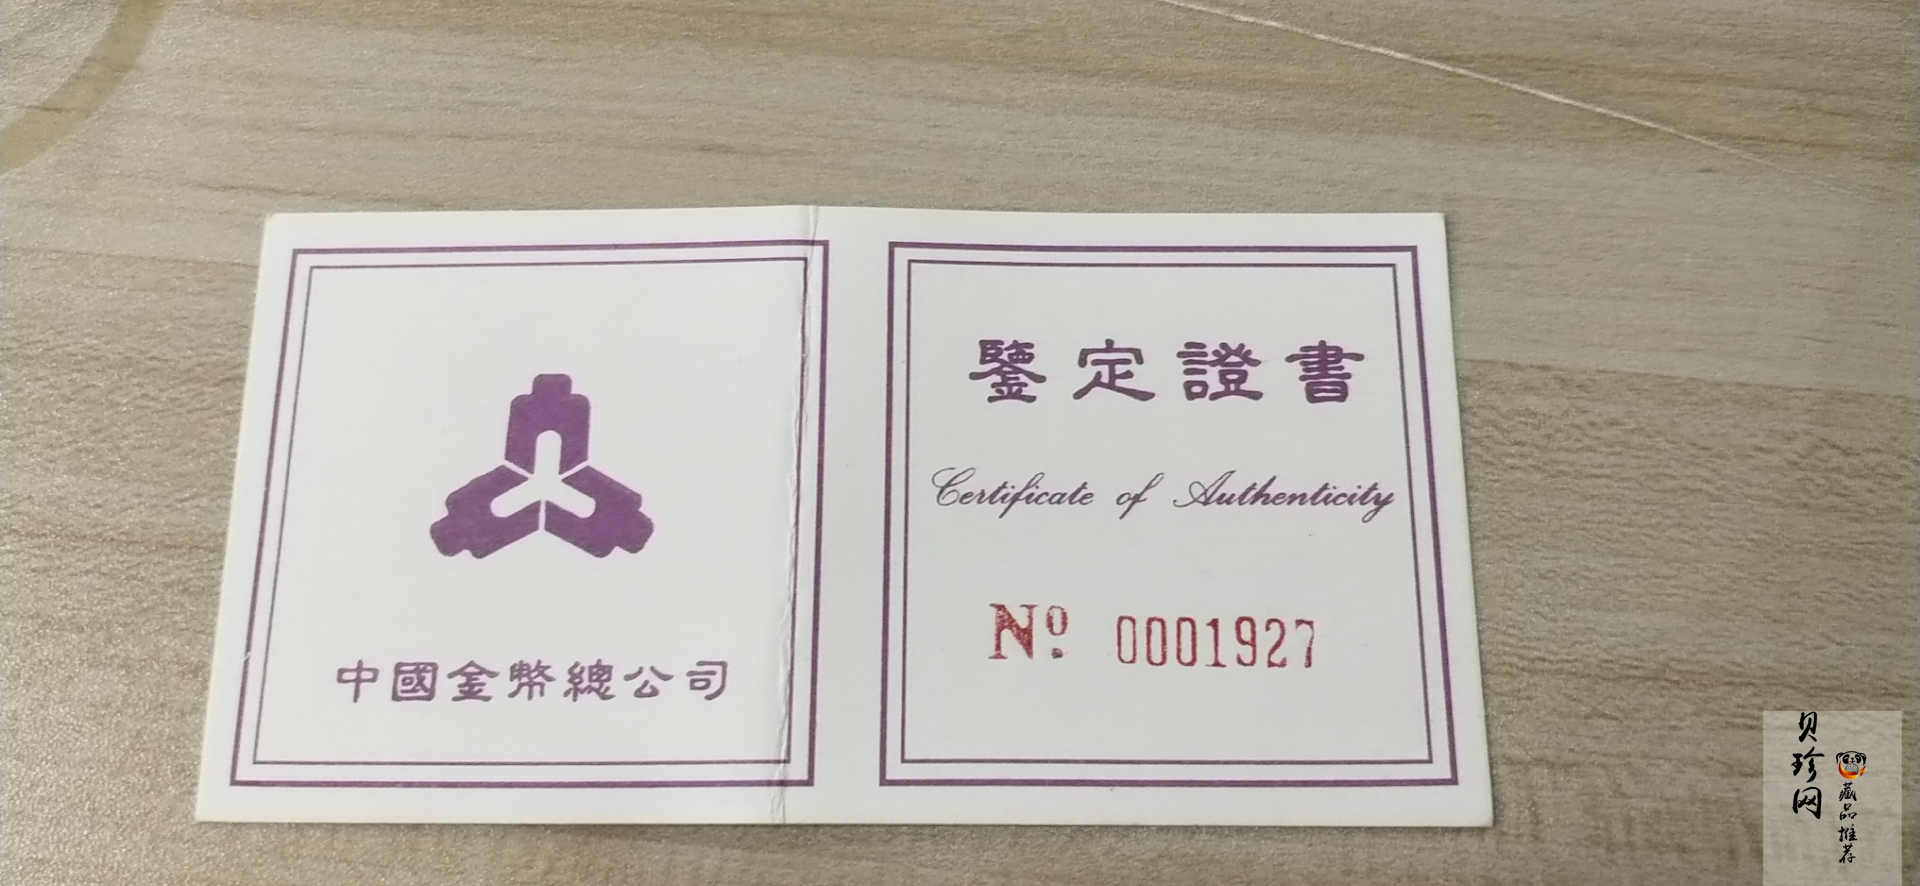 中國金幣總公司
鑒定證書
Certificate of Authenticity
Nº 0001927
贝珍网
藏品推荐